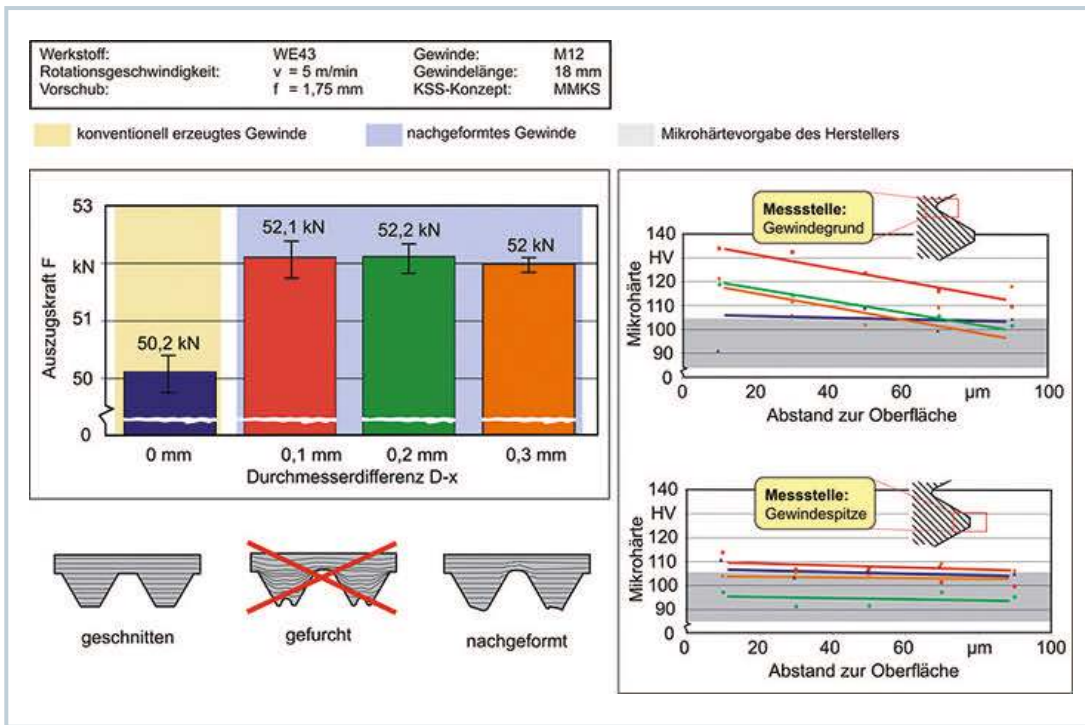 Werkstoff: WE43 Gewinde: M12
Rotationsgeschwindigkeit: v = 5 m/min Gewindelänge: 18 mm
Vorschub: f = 1,75 mm KSS-Konzept: MMKS
konventionell erzeugtes Gewinde nachgeformtes Gewinde Mikrohärtevorgabe des Herstellers
Auszugskraft F
53
kN
51
50
0
50,2 kN
52,1 kN
52,2 kN
52 kN
0 mm 0,1 mm 0,2 mm 0,3 mm
Durchmesserdifferenz D-x
geschnitten
gefurcht
nachgeformt
Messstelle:
Gewindegrund
Mikrohärte
140
HV
120
110
100
90
0
0 20 40 60 µm 100
Abstand zur Oberfläche
Messstelle:
Gewindespitze
Mikrohärte
140
HV
110
100
90
0
0 20 40 60 µm 100
Abstand zur Oberfläche